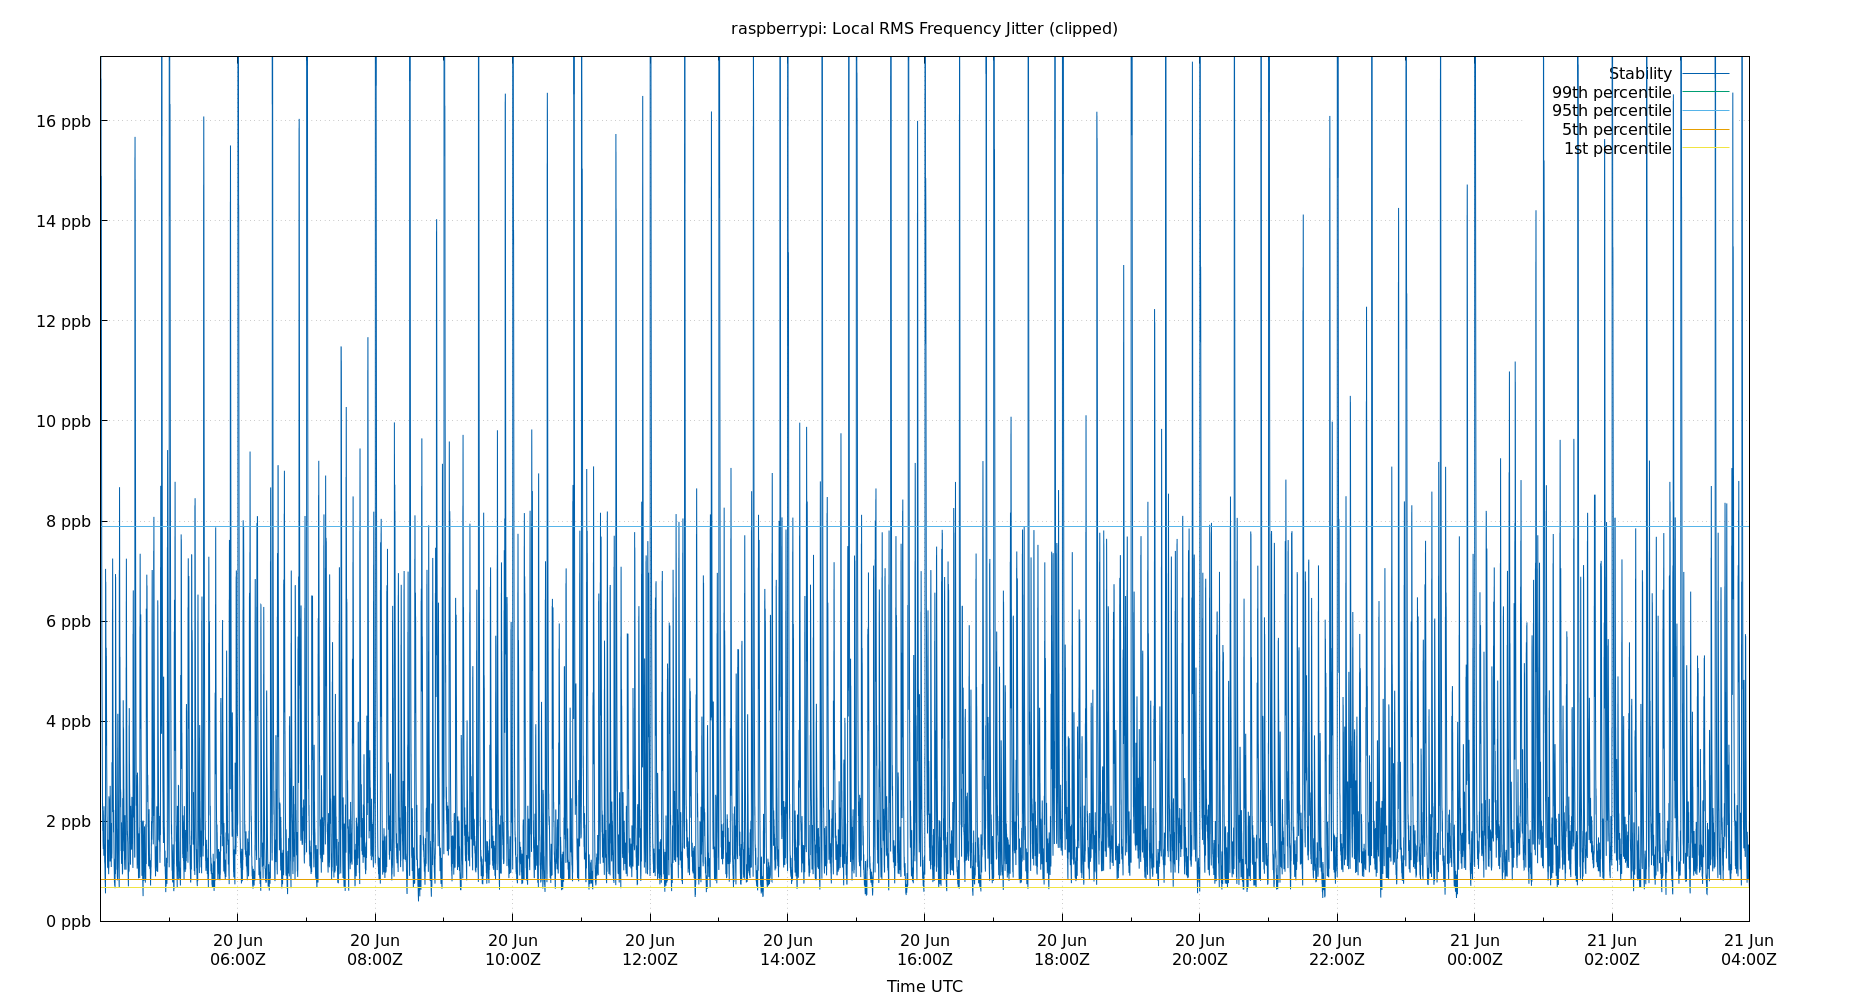 raspberrypi: Local RMS Frequency Jitter (clipped)
Stability
99th percentile
95th percentile
5th percentile
1st percentile
16 ppb
14 ppb
12 ppb
10 ppb
8 ppb
6 ppb
4 ppb
2 ppb
0 ppb
20 Jun 20 Jun 20 Jun 20 Jun 20 Jun 20 Jun 20 Jun 20 Jun 20 Jun 21 Jun 21 Jun 21 Jun
06:00Z 08:00Z 10:00Z 12:00Z 14:00Z 16:00Z 18:00Z 20:00Z 22:00Z 00:00Z 02:00Z 04:00Z
Time UTC